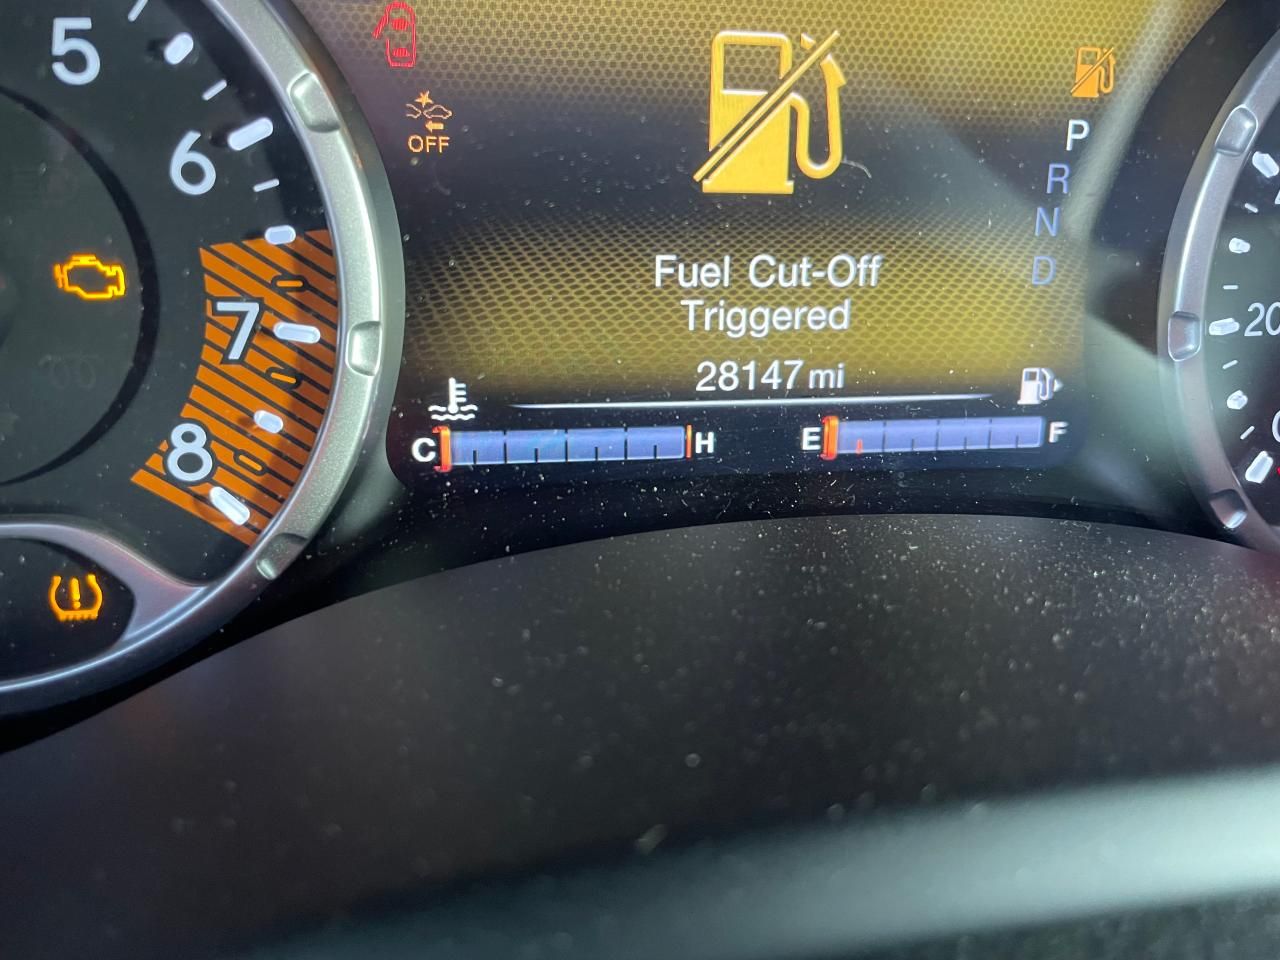 5
6
7
8
OFF
P
R
N
D
Fuel Cut-Off
Triggered
28147 mi
C H
E F
20